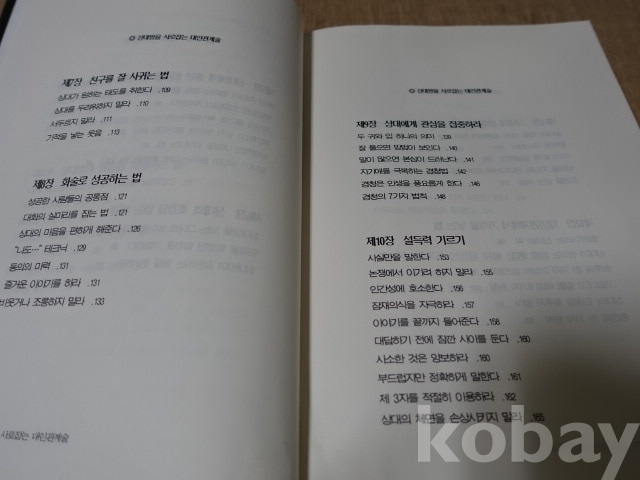 상대방을 사로잡는 대인관계술
제7장 친구를 잘 사귀는 법
상대가 원하는 태도를 취한다 .109
상대를 두려워하지 말라 .110
서두르지 말라 .111
기적을 낳는 웃음 .113
제8장 화술로 성공하는 법
성공한 사람들의 공통점 .121
대화의 실마리를 잡는 법 .121
상대의 마음을 편하게 해준다 .126
"나도…" 테크닉 .129
동의의 마력 .131
즐거운 이야기를 하라 .131
비웃거나 조롱하지 말라 .133
사로잡는 대인관계술
상대방을 사로잡는 대인관계술
제9장 상대에게 관심을 집중하라
두 귀와 입 하나의 의미 .139
잘 들으면 방법이 보인다 .140
말이 많으면 본심이 드러난다 .141
자기애를 극복하는 경청법 .142
경청은 인생을 풍요롭게 한다 .146
경청의 7가지 법칙 .148
제10장 설득력 기르기
사실만을 말한다 .153
논쟁에서 이기려 하지 말라 .155
인간성에 호소한다 .156
잠재의식을 자극하라 .157
이야기를 끝까지 들어준다 .158
대답하기 전에 잠깐 사이를 둔다 .160
사소한 것은 양보하라 .160
부드럽지만 정확하게 말한다 .161
제 3자를 적절히 이용하라 .162
상대의 체면을 손상시키지 말라 .165
kobay